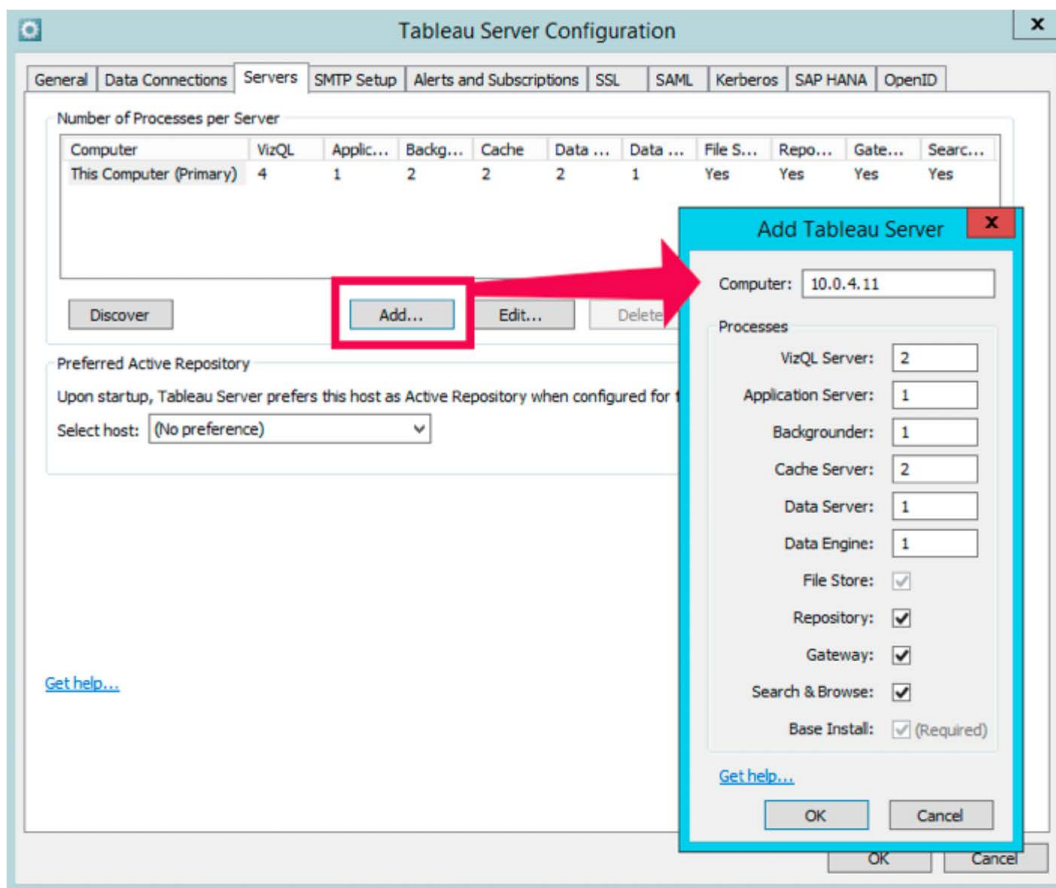 Tableau Server Configuration
x
General Data Connections Servers SMTP Setup Alerts and Subscriptions SSL SAML Kerberos SAP HANA OpenID
Number of Processes per Server
Computer VizQL Applic... Backg... Cache Data ... Data ... File S... Repo... Gate... Searc...
This Computer (Primary) 4 1 2 2 2 1 Yes Yes Yes Yes
Discover Add... Edit... Delete
Preferred Active Repository
Upon startup, Tableau Server prefers this host as Active Repository when configured for
Select host: (No preference)
Get help...
OK Cancel
Add Tableau Server x
Computer: 10.0.4.11
Processes
VizQL Server: 2
Application Server: 1
Backgrounder: 1
Cache Server: 2
Data Server: 1
Data Engine: 1
File Store:
Repository:
Gateway:
Search & Browse:
Base Install: (Required)
Get help...
OK Cancel